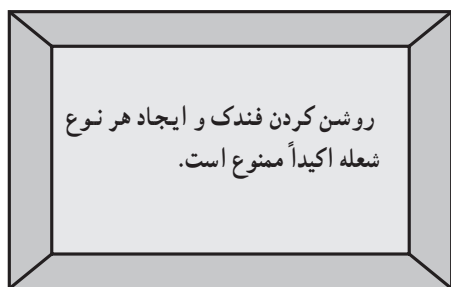 روشن کردن فندک و ایجاد هر نوع
شعله اکیداً ممنوع است.